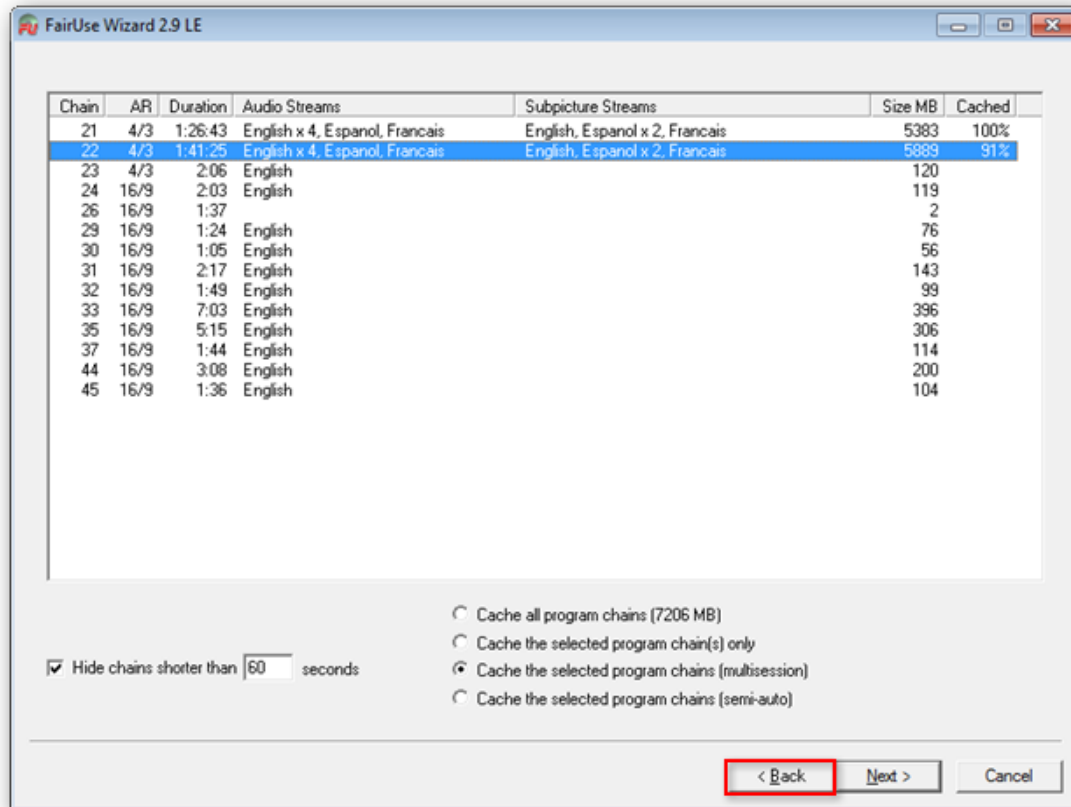 FairUse Wizard 2.9 LE
Chain AR Duration Audio Streams Subpicture Streams Size MB Cached
21 4/3 1:26:43 English x 4, Espanol, Francais English, Espanol x 2, Francais 5383 100%
22 4/3 1:41:25 English x 4, Espanol, Francais English, Espanol x 2, Francais 5889 91%
23 4/3 2:06 English 120
24 16/9 2:03 English 119
26 16/9 1:37 2
29 16/9 1:24 English 76
30 16/9 1:05 English 56
31 16/9 2:17 English 143
32 16/9 1:49 English 99
33 16/9 7:03 English 396
35 16/9 5:15 English 306
37 16/9 1:44 English 114
44 16/9 3:08 English 200
45 16/9 1:36 English 104
Cache all program chains (7206 MB)
Cache the selected program chain(s) only
Hide chains shorter than 60 seconds
Cache the selected program chains (multisession)
Cache the selected program chains (semi-auto)
< Back Next > Cancel